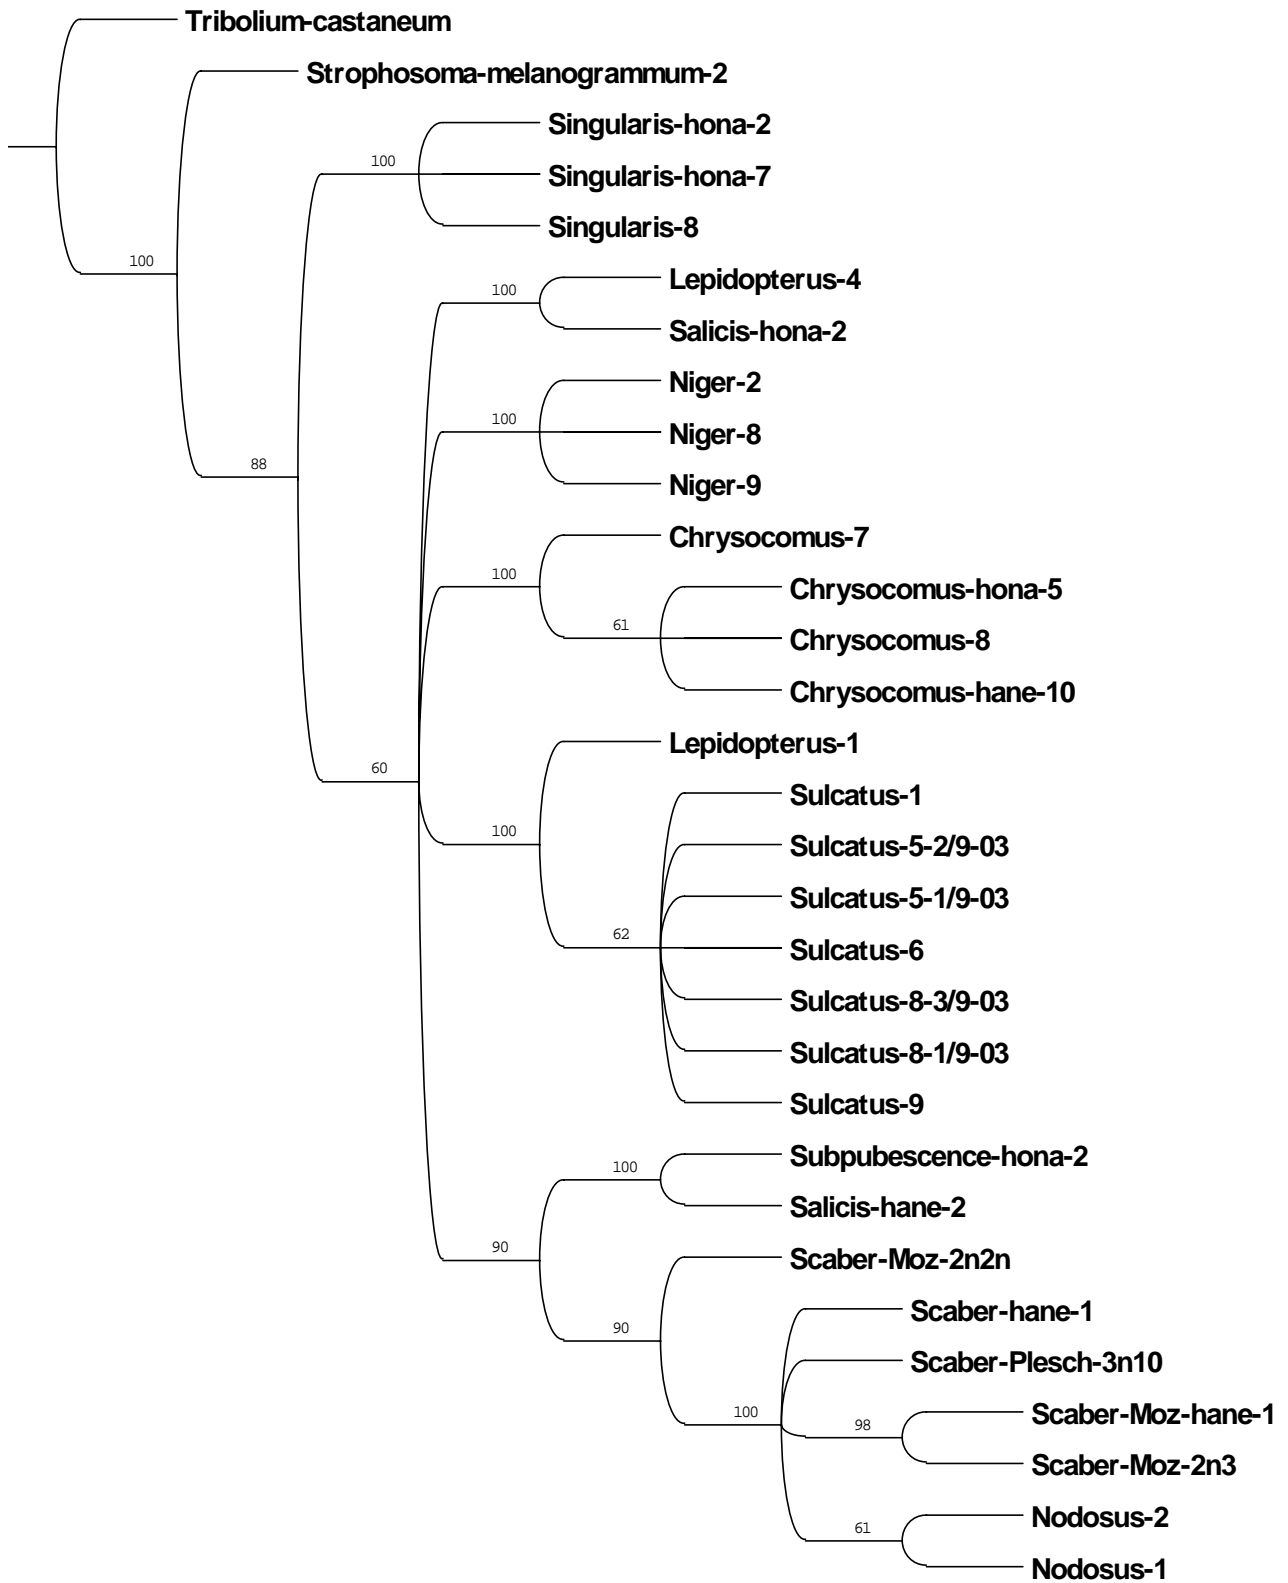 Tribolium-castaneum
Strophosoma-melanogrammum-2
Singularis-hona-2
100
Singularis-hona-7
Singularis-8
100
Lepidopterus-4
100
Salicis-hona-2
Niger-2
100
Niger-8
88
Niger-9
Chrysocomus-7
100
Chrysocomus-hona-5
61
Chrysocomus-8
Chrysocomus-hane-10
Lepidopterus-1
60
Sulcatus-1
100
Sulcatus-5-2/9-03
Sulcatus-5-1/9-03
62
Sulcatus-6
Sulcatus-8-3/9-03
Sulcatus-8-1/9-03
Sulcatus-9
Subpubescence-hona-2
100
Salicis-hane-2
90
Scaber-Moz-2n2n
Scaber-hane-1
90
Scaber-Plesch-3n10
100
Scaber-Moz-hane-1
98
Scaber-Moz-2n3
Nodosus-2
61
Nodosus-1